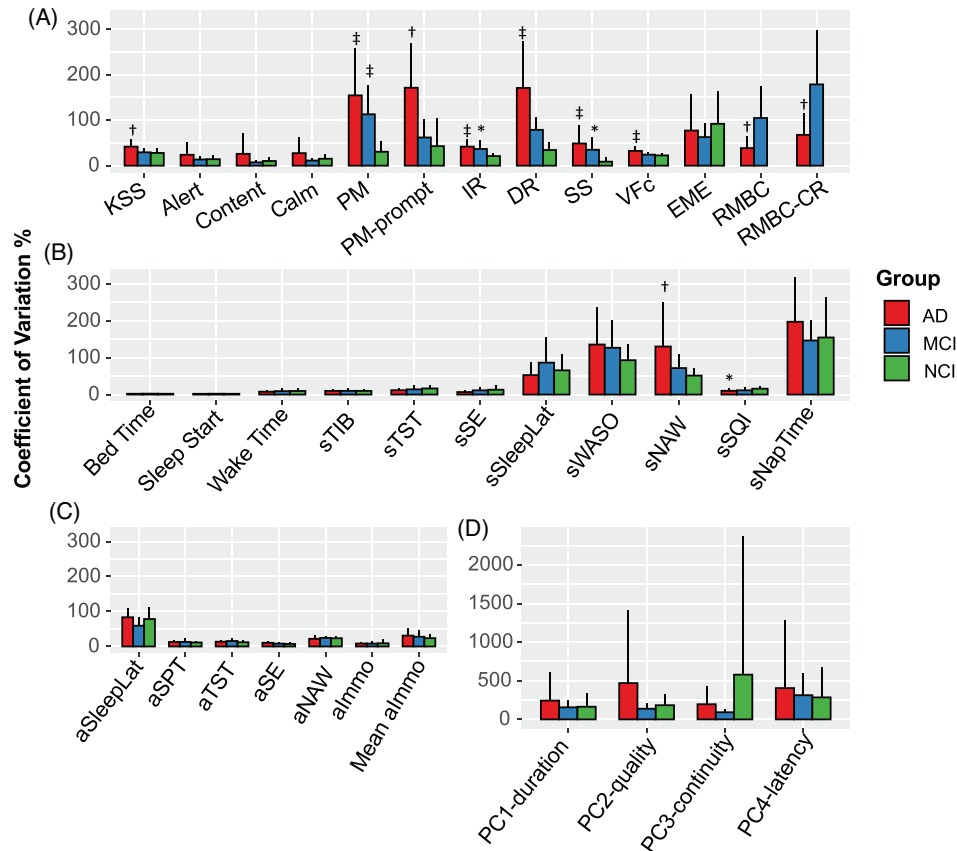 (A)
300
200
100
0
‡
†
‡
‡
†
‡
*
‡
‡
*
‡
†
†
KSS
Alert
Content
Calm
PM
PM-prompt
IR
DR
SS
VFc
EME
RMBC
RMBC-CR
Coefficient of Variation %
(B)
300
200
100
0
†
*
Bed Time
Sleep Start
Wake Time
sTIB
sTST
sSE
sSleepLat
sWASO
sNAW
sSQI
sNapTime
Group
AD
MCI
NCI
(C)
300
200
100
0
aSleepLat
aSPT
aTST
aSE
aNAW
aImmo
Mean aImmo
(D)
2000
1500
1000
500
0
PC1-duration
PC2-quality
PC3-continuity
PC4-latency